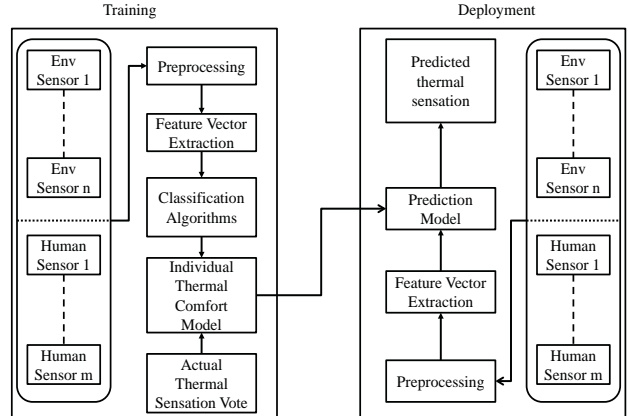 Training
Env
Sensor 1
Env
Sensor n
Human
Sensor 1
Human
Sensor m
Preprocessing
Feature Vector
Extraction
Classification
Algorithms
Individual
Thermal
Comfort
Model
Actual
Thermal
Sensation Vote
Deployment
Predicted
thermal
sensation
Prediction
Model
Feature Vector
Extraction
Preprocessing
Env
Sensor 1
Env
Sensor n
Human
Sensor 1
Human
Sensor m